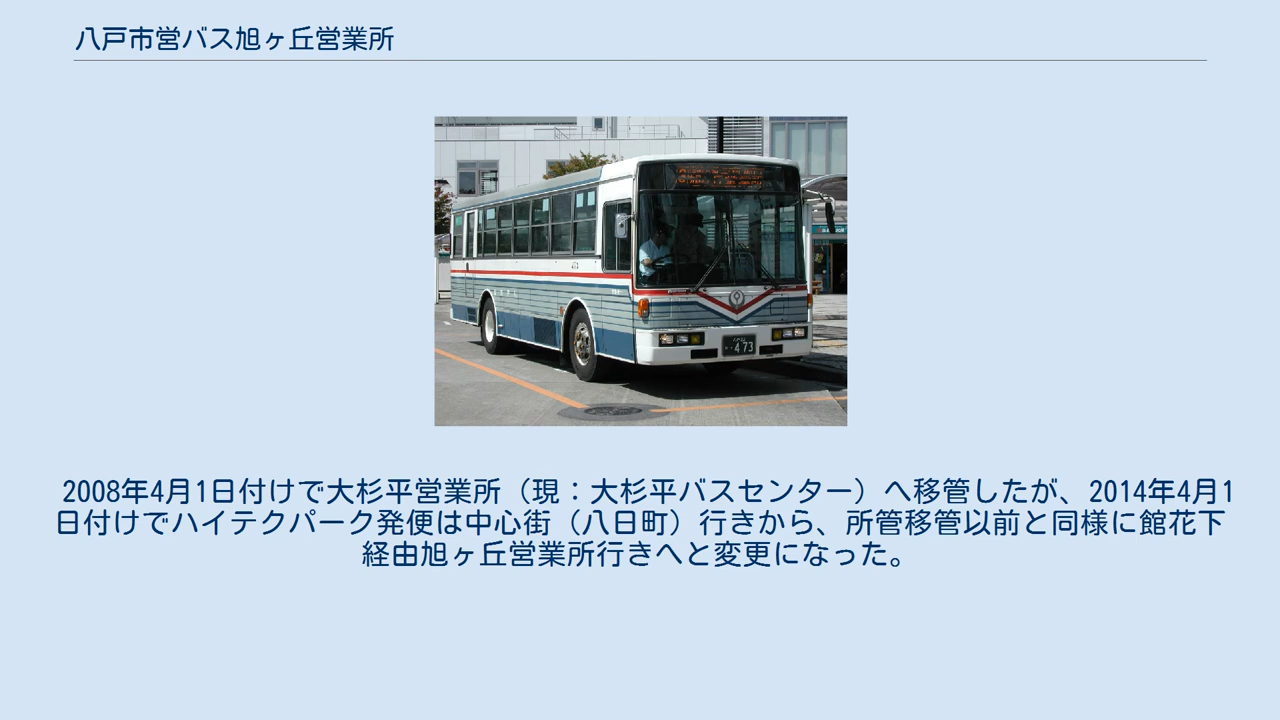 八戸市営バス旭ヶ丘営業所
473
2008年4月1日付けで大杉平営業所（現：大杉平バスセンター）へ移管したが、2014年4月1
日付けでハイテクパーク発便は中心街（八日町）行きから、所管移管以前と同様に館花下
経由旭ヶ丘営業所行きへと変更になった。